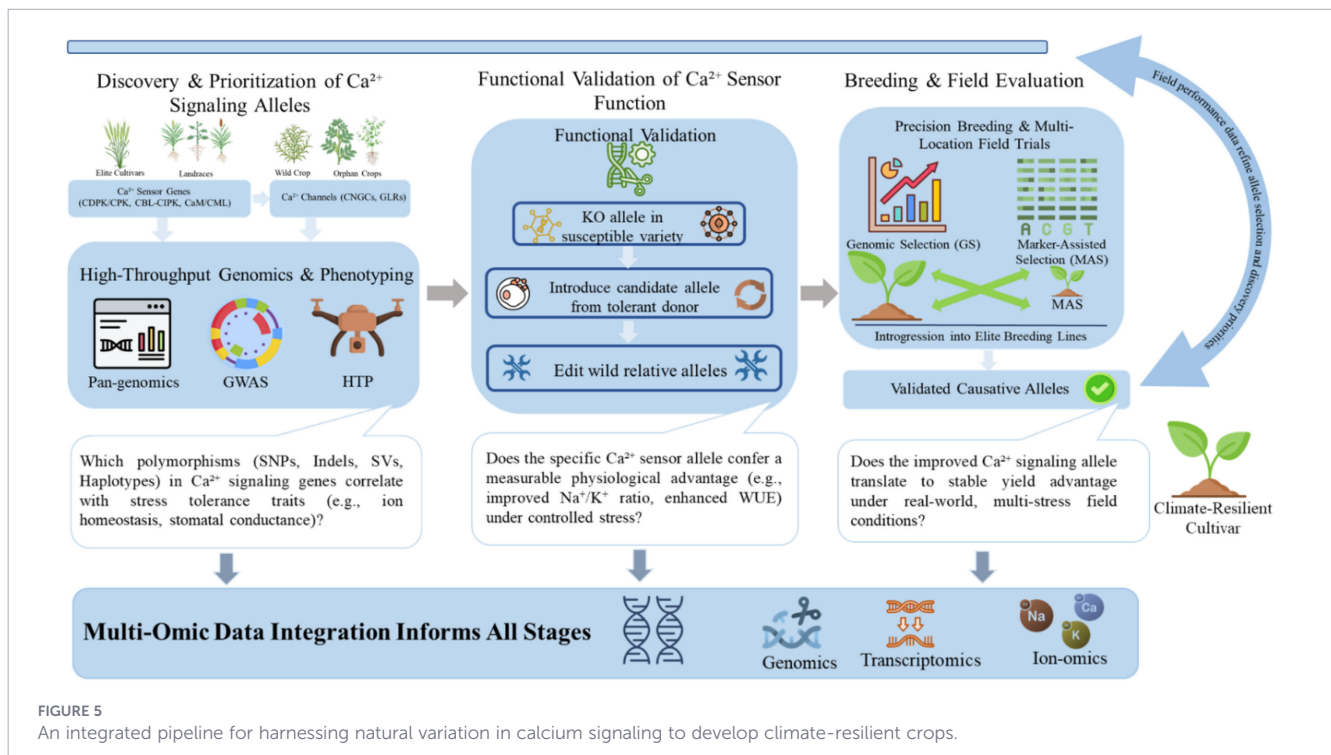 Discovery & Prioritization of Ca²⁺
Signaling Alleles
Elite Cultivars
Landraces
Wild Crop
Orphan Crops
Ca²⁺ Sensor Genes
(CDPK/CPK, CBL-CIPK, CaM/CML)
Ca²⁺ Channels (CNGCs, GLRs)
High-Throughput Genomics & Phenotyping
Pan-genomics
GWAS
HTP
Which polymorphisms (SNPs, Indels, SVs,
Haplotypes) in Ca²⁺ signaling genes correlate
with stress tolerance traits (e.g., ion
homeostasis, stomatal conductance)?
Functional Validation of Ca²⁺ Sensor
Function
Functional Validation
KO allele in
susceptible variety
Introduce candidate allele
from tolerant donor
Edit wild relative alleles
Does the specific Ca²⁺ sensor allele confer a
measurable physiological advantage (e.g.,
improved Na⁺/K⁺ ratio, enhanced WUE)
under controlled stress?
Breeding & Field Evaluation
Precision Breeding & Multi-
Location Field Trials
A C G T
Genomic Selection (GS)
Marker-Assisted
Selection (MAS)
MAS
Introgression into Elite Breeding Lines
Validated Causative Alleles
Does the improved Ca²⁺ signaling allele
translate to stable yield advantage
under real-world, multi-stress field
conditions?
Field performance data refine allele selection and discovery priorities
Climate-Resilient
Cultivar
Multi-Omic Data Integration Informs All Stages
Genomics
Transcriptomics
Na
Ca
K
Ion-omics
FIGURE 5
An integrated pipeline for harnessing natural variation in calcium signaling to develop climate-resilient crops.